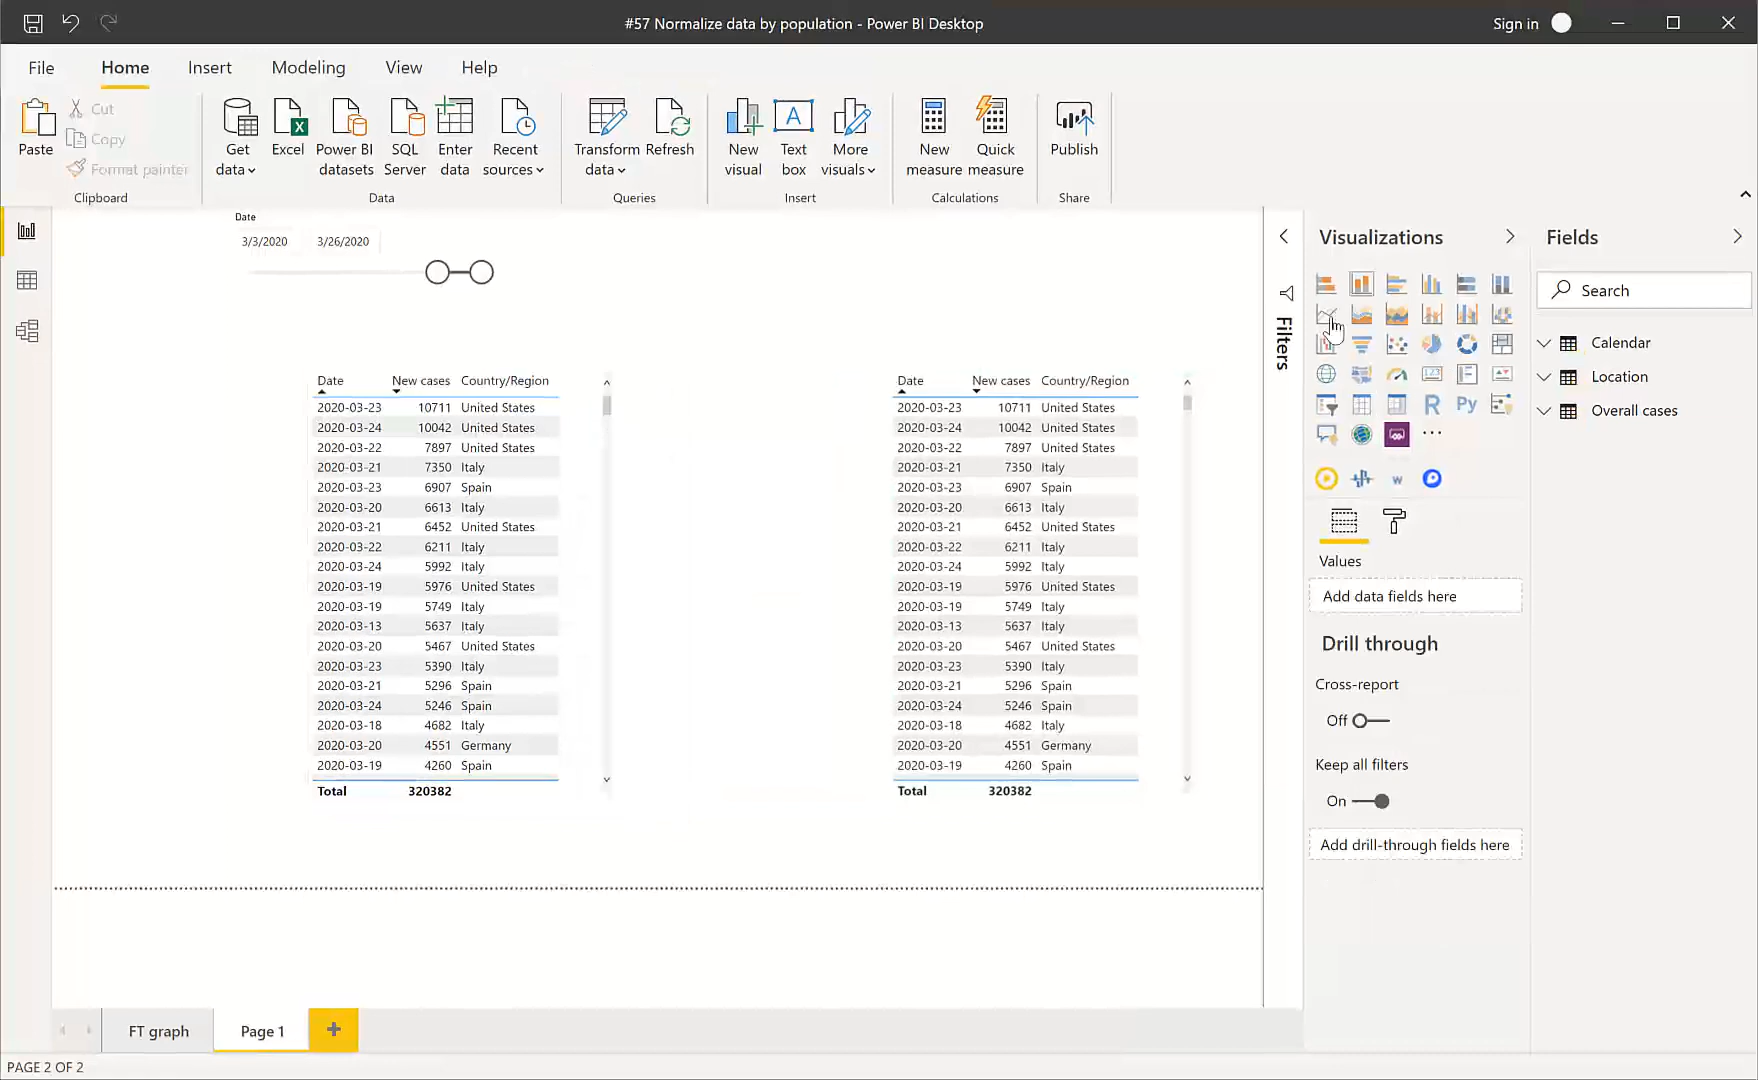 #57 Normalize data by population - Power BI Desktop
Sign in
File Home Insert Modeling View Help
Paste
Cut
Copy
Format painter
Clipboard
Get data
Excel
Power BI datasets
SQL Server
Enter data
Recent sources
Data
Transform data
Refresh
Queries
New visual
A
Text box
More visuals
Insert
New measure
Quick measure
Calculations
Publish
Share
Date
3/3/2020 3/26/2020
Date New cases Country/Region
2020-03-23 10711 United States
2020-03-24 10042 United States
2020-03-22 7897 United States
2020-03-21 7350 Italy
2020-03-23 6907 Spain
2020-03-20 6613 Italy
2020-03-21 6452 United States
2020-03-22 6211 Italy
2020-03-24 5992 Italy
2020-03-19 5976 United States
2020-03-19 5749 Italy
2020-03-13 5637 Italy
2020-03-20 5467 United States
2020-03-23 5390 Italy
2020-03-21 5296 Spain
2020-03-24 5246 Spain
2020-03-18 4682 Italy
2020-03-20 4551 Germany
2020-03-19 4260 Spain
Total 320382
Date New cases Country/Region
2020-03-23 10711 United States
2020-03-24 10042 United States
2020-03-22 7897 United States
2020-03-21 7350 Italy
2020-03-23 6907 Spain
2020-03-20 6613 Italy
2020-03-21 6452 United States
2020-03-22 6211 Italy
2020-03-24 5992 Italy
2020-03-19 5976 United States
2020-03-19 5749 Italy
2020-03-13 5637 Italy
2020-03-20 5467 United States
2020-03-23 5390 Italy
2020-03-21 5296 Spain
2020-03-24 5246 Spain
2020-03-18 4682 Italy
2020-03-20 4551 Germany
2020-03-19 4260 Spain
Total 320382
Filters
Visualizations
123
R Py
W
Values
Add data fields here
Drill through
Cross-report
Off
Keep all filters
On
Add drill-through fields here
Fields
Search
Calendar
Location
Overall cases
FT graph
Page 1
+
PAGE 2 OF 2